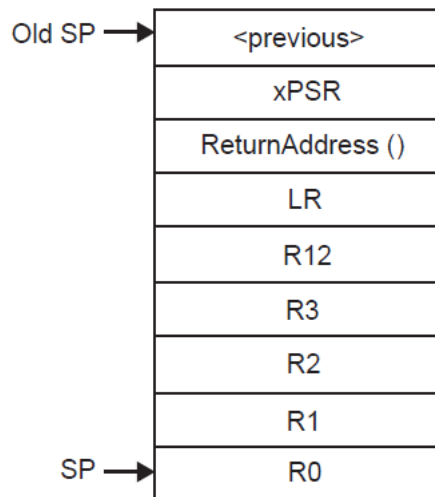 Old SP
<previous>
xPSR
ReturnAddress ()
LR
R12
R3
R2
R1
SP
R0